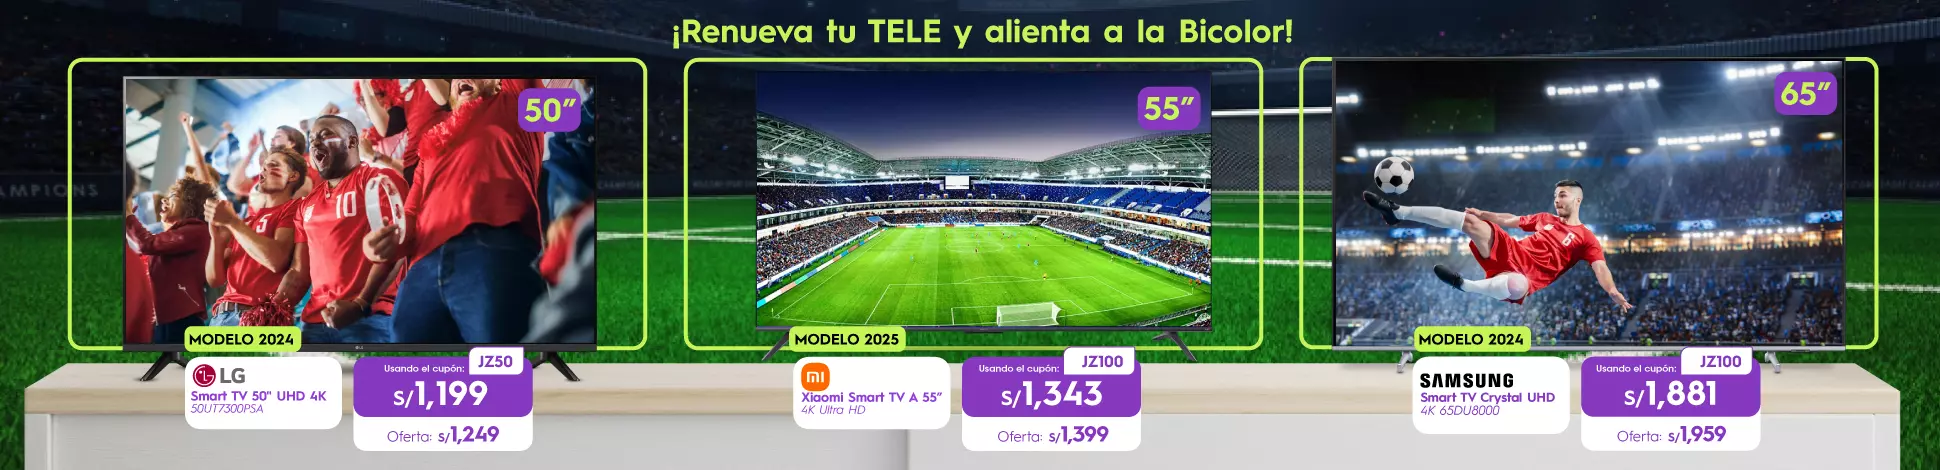 ¡Renueva tu TELE y alienta a la Bicolor!
50”
MODELO 2024
LG
Smart TV 50" UHD 4K
50UT7300PSA
Usando el cupón: JZ50
S/1,199
Oferta: S/1,249
55”
MODELO 2025
mi
Xiaomi Smart TV A 55”
4K Ultra HD
Usando el cupón: JZ100
S/1,343
Oferta: S/1,399
65”
MODELO 2024
SAMSUNG
Smart TV Crystal UHD
4K 65DU8000
Usando el cupón: JZ100
S/1,881
Oferta: S/1,959
10
5
6